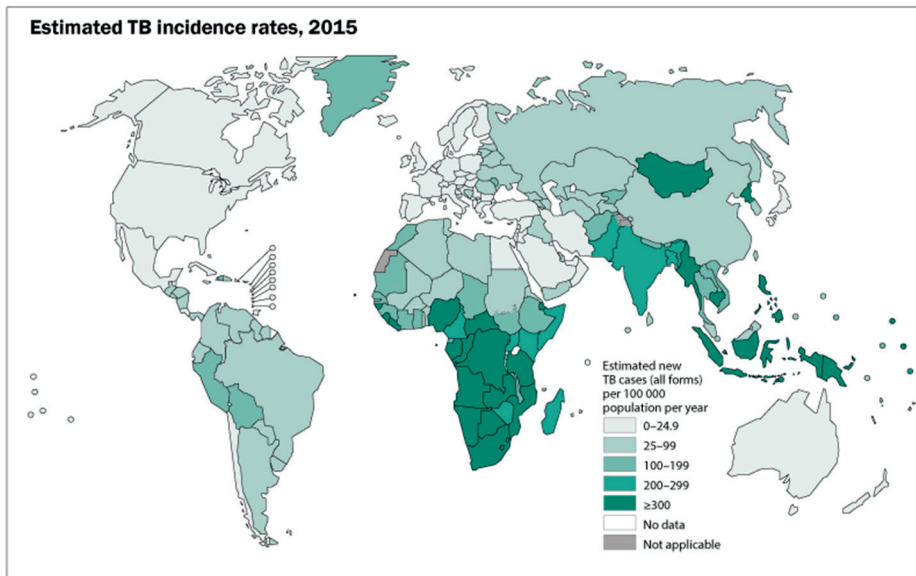 Estimated TB incidence rates, 2015
Estimated new
TB cases (all forms)
per 100 000
population per year
0–24.9
25–99
100–199
200–299
≥300
No data
Not applicable